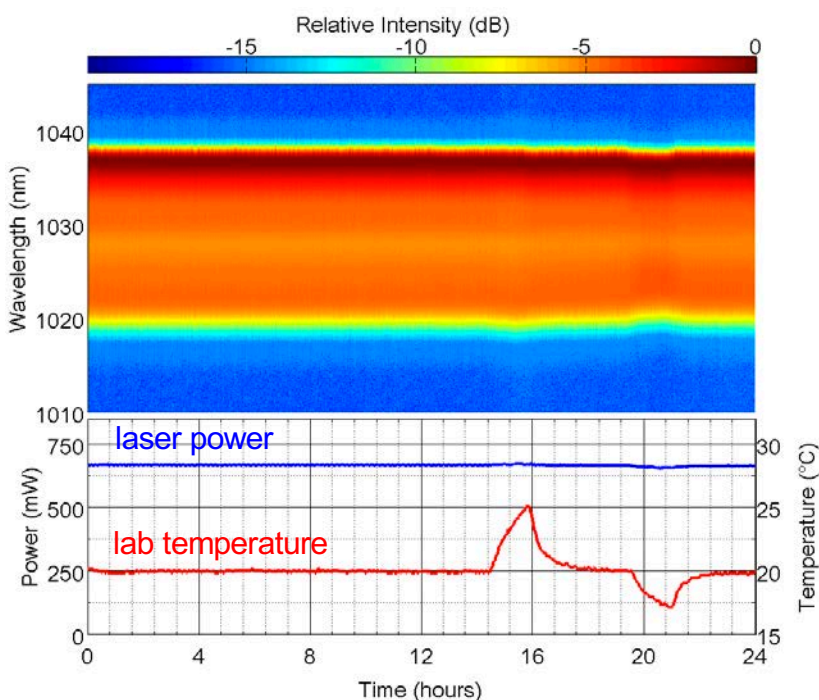 Relative Intensity (dB)
-15 -10 -5 0
Wavelength (nm)
1040
1030
1020
1010
laser power
lab temperature
Power (mW)
750
500
250
0
30
25
20
15
Temperature (°C)
0 4 8 12 16 20 24
Time (hours)